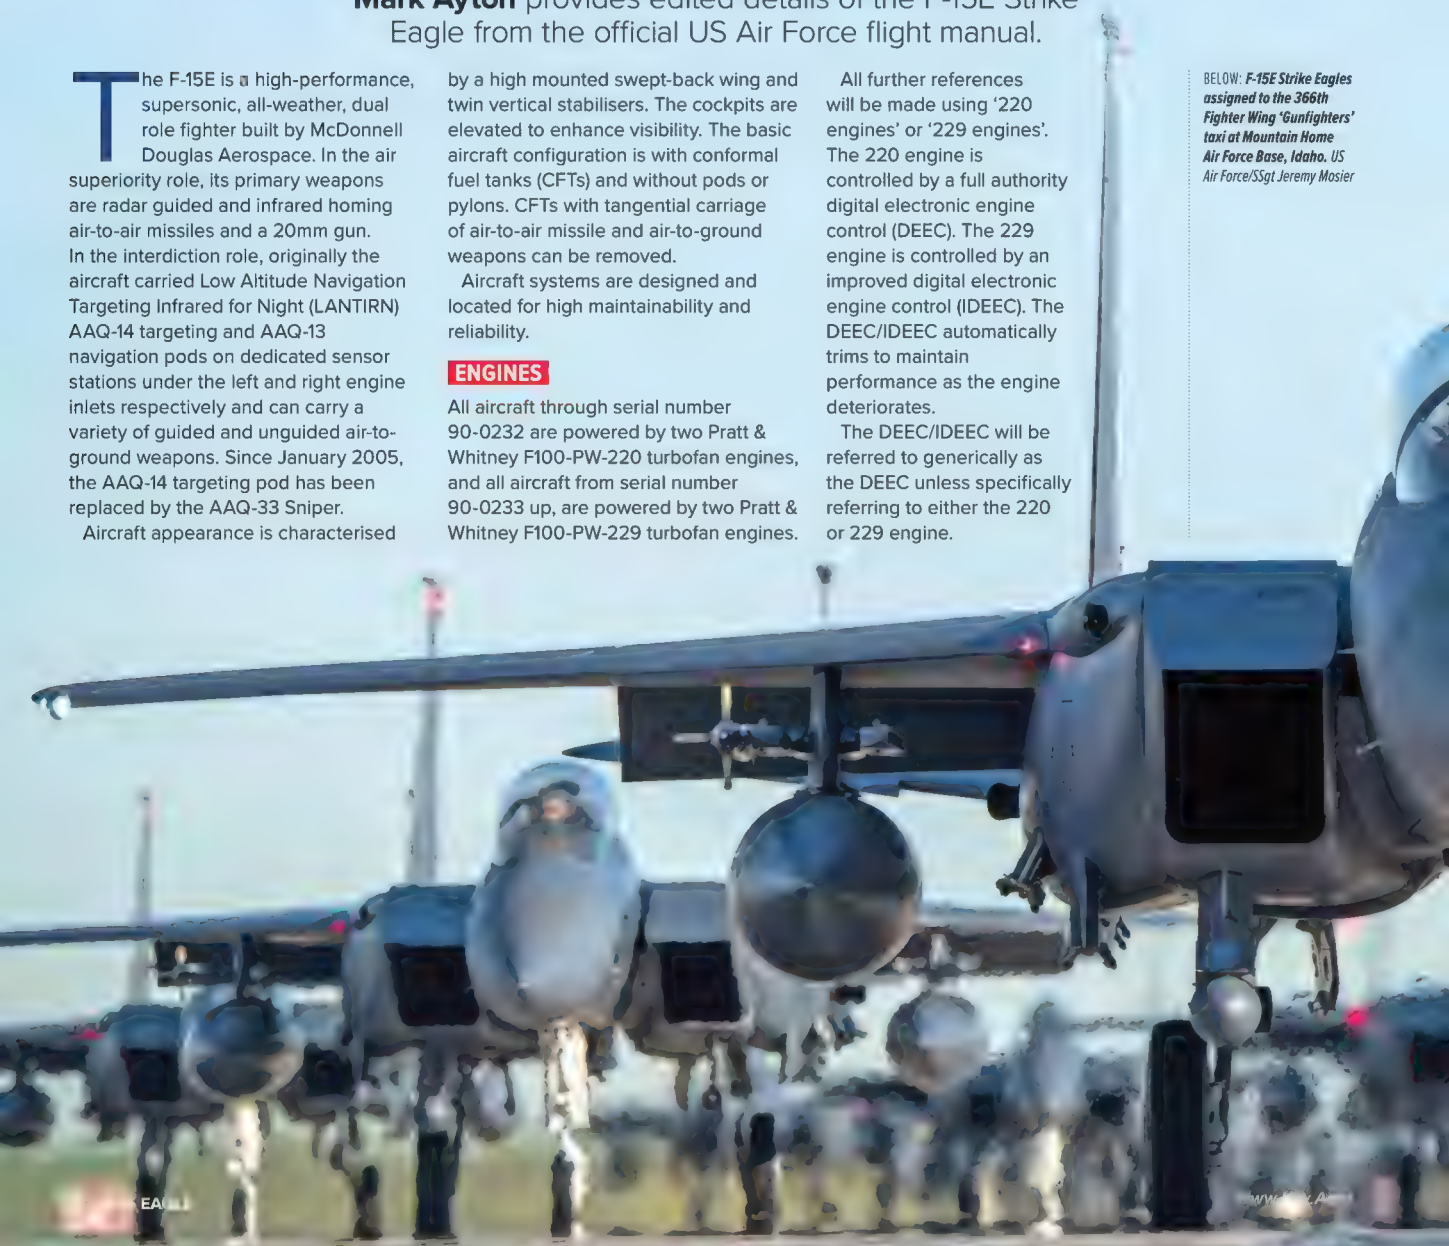 Mark Ayton provides edited details of the F-15E Strike
Eagle from the official US Air Force flight manual.
The F-15E is a high-performance,
supersonic, all-weather, dual
role fighter built by McDonnell
Douglas Aerospace. In the air
superiority role, its primary weapons
are radar guided and infrared homing
air-to-air missiles and a 20mm gun.
In the interdiction role, originally the
aircraft carried Low Altitude Navigation
Targeting Infrared for Night (LANTIRN)
AAQ-14 targeting and AAQ-13
navigation pods on dedicated sensor
stations under the left and right engine
inlets respectively and can carry a
variety of guided and unguided air-to-
ground weapons. Since January 2005,
the AAQ-14 targeting pod has been
replaced by the AAQ-33 Sniper.
Aircraft appearance is characterised
by a high mounted swept-back wing and
twin vertical stabilisers. The cockpits are
elevated to enhance visibility. The basic
aircraft configuration is with conformal
fuel tanks (CFTs) and without pods or
pylons. CFTs with tangential carriage
of air-to-air missile and air-to-ground
weapons can be removed.
Aircraft systems are designed and
located for high maintainability and
reliability.
ENGINES
All aircraft through serial number
90-0232 are powered by two Pratt &
Whitney F100-PW-220 turbofan engines,
and all aircraft from serial number
90-0233 up, are powered by two Pratt &
Whitney F100-PW-229 turbofan engines.
All further references
will be made using ‘220
engines’ or ‘229 engines’.
The 220 engine is
controlled by a full authority
digital electronic engine
control (DEEC). The 229
engine is controlled by an
improved digital electronic
engine control (IDEEC). The
DEEC/IDEEC automatically
trims to maintain
performance as the engine
deteriorates.
The DEEC/IDEEC will be
referred to generically as
the DEEC unless specifically
referring to either the 220
or 229 engine.
BELOW: F-15E Strike Eagles
assigned to the 366th
Fighter Wing ‘Gunfighters’
taxi at Mountain Home
Air Force Base, Idaho. US
Air Force/SSgt Jeremy Mosier
EAGLE